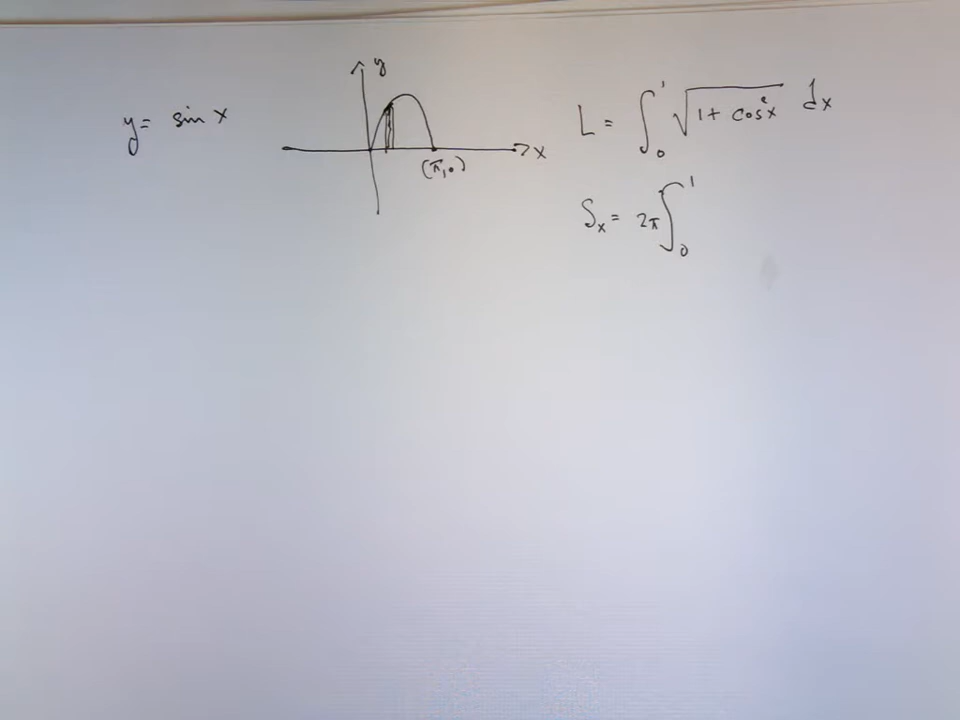 y= sin x
y
x
(π,0)
L = ∫₀¹ √(1+ cos²x) dx
Sₓ = 2π∫₀¹